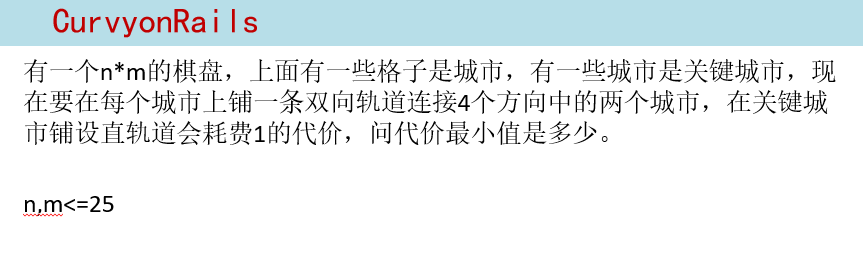 CurvyonRails
有一个n*m的棋盘，上面有一些格子是城市，有一些城市是关键城市，现
在要在每个城市上铺一条双向轨道连接4个方向中的两个城市，在关键城
市铺设直轨道会耗费1的代价，问代价最小值是多少。
n,m<=25